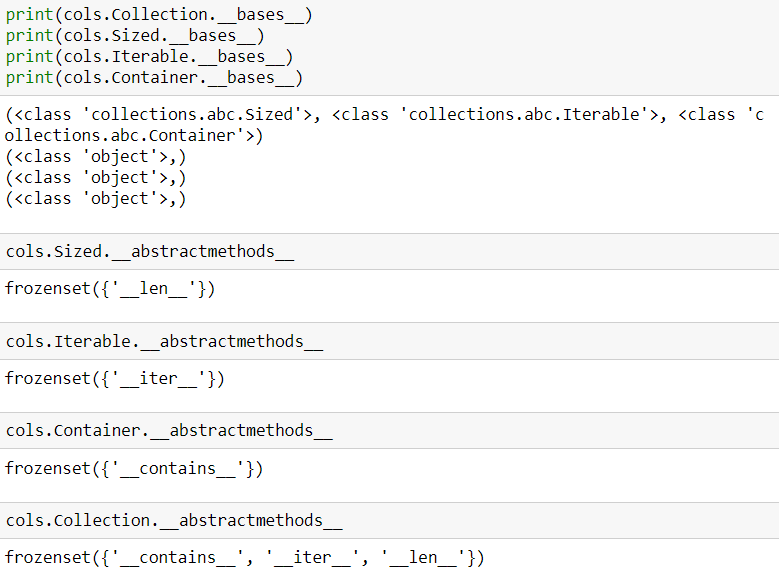 print(cols.Collection.__bases__)
print(cols.Sized.__bases__)
print(cols.Iterable.__bases__)
print(cols.Container.__bases__)
(<class 'collections.abc.Sized'>, <class 'collections.abc.Iterable'>, <class 'c
ollections.abc.Container'>)
(<class 'object'>,)
(<class 'object'>,)
(<class 'object'>,)
cols.Sized.__abstractmethods__
frozenset({'__len__'})
cols.Iterable.__abstractmethods__
frozenset({'__iter__'})
cols.Container.__abstractmethods__
frozenset({'__contains__'})
cols.Collection.__abstractmethods__
frozenset({'__contains__', '__iter__', '__len__'})